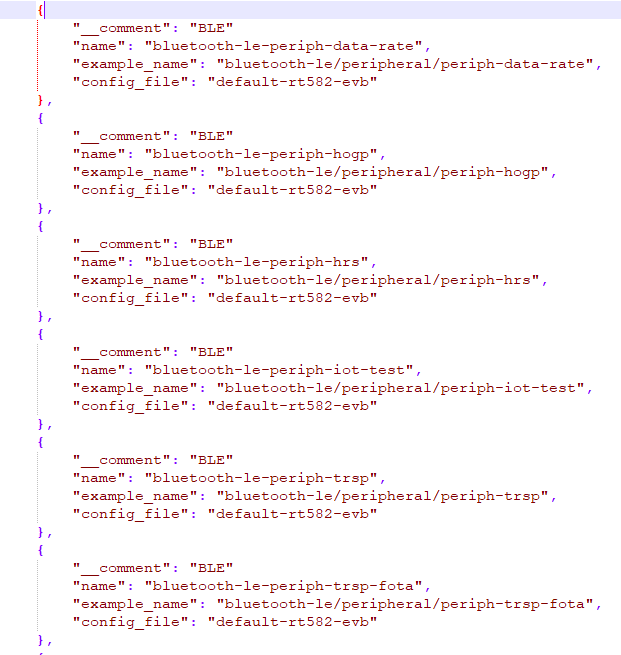 {
"__comment": "BLE"
"name": "bluetooth-le-periph-data-rate",
"example_name": "bluetooth-le/peripheral/periph-data-rate",
"config_file": "default-rt582-evb"
},
{
"__comment": "BLE"
"name": "bluetooth-le-periph-hogp",
"example_name": "bluetooth-le/peripheral/periph-hogp",
"config_file": "default-rt582-evb"
},
{
"__comment": "BLE"
"name": "bluetooth-le-periph-hrs",
"example_name": "bluetooth-le/peripheral/periph-hrs",
"config_file": "default-rt582-evb"
},
{
"__comment": "BLE"
"name": "bluetooth-le-periph-iot-test",
"example_name": "bluetooth-le/peripheral/periph-iot-test",
"config_file": "default-rt582-evb"
},
{
"__comment": "BLE"
"name": "bluetooth-le-periph-trsp",
"example_name": "bluetooth-le/peripheral/periph-trsp",
"config_file": "default-rt582-evb"
},
{
"__comment": "BLE"
"name": "bluetooth-le-periph-trsp-fota",
"example_name": "bluetooth-le/peripheral/periph-trsp-fota",
"config_file": "default-rt582-evb"
},